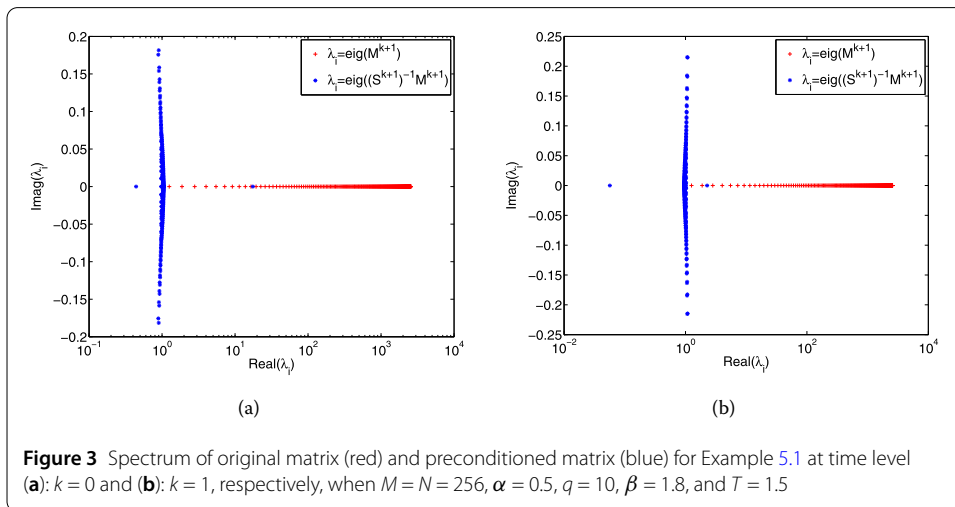 0.2
0.15
0.1
0.05
0
−0.05
−0.1
−0.15
−0.2
10⁻¹ 10⁰ 10¹ 10² 10³ 10⁴
Imag(λᵢ)
Real(λᵢ)
λᵢ=eig(Mᵏ⁺¹)
λᵢ=eig((Sᵏ⁺¹)⁻¹Mᵏ⁺¹)
(a)
0.25
0.2
0.15
0.1
0.05
0
−0.05
−0.1
−0.15
−0.2
0.25
10⁻² 10⁰ 10² 10⁴
Imag(λᵢ)
Real(λᵢ)
λᵢ=eig(Mᵏ⁺¹)
λᵢ=eig((Sᵏ⁺¹)⁻¹Mᵏ⁺¹)
(b)
Figure 3 Spectrum of original matrix (red) and preconditioned matrix (blue) for Example 5.1 at time level
(a): k = 0 and (b): k = 1, respectively, when M = N = 256, α = 0.5, q = 10, β = 1.8, and T = 1.5